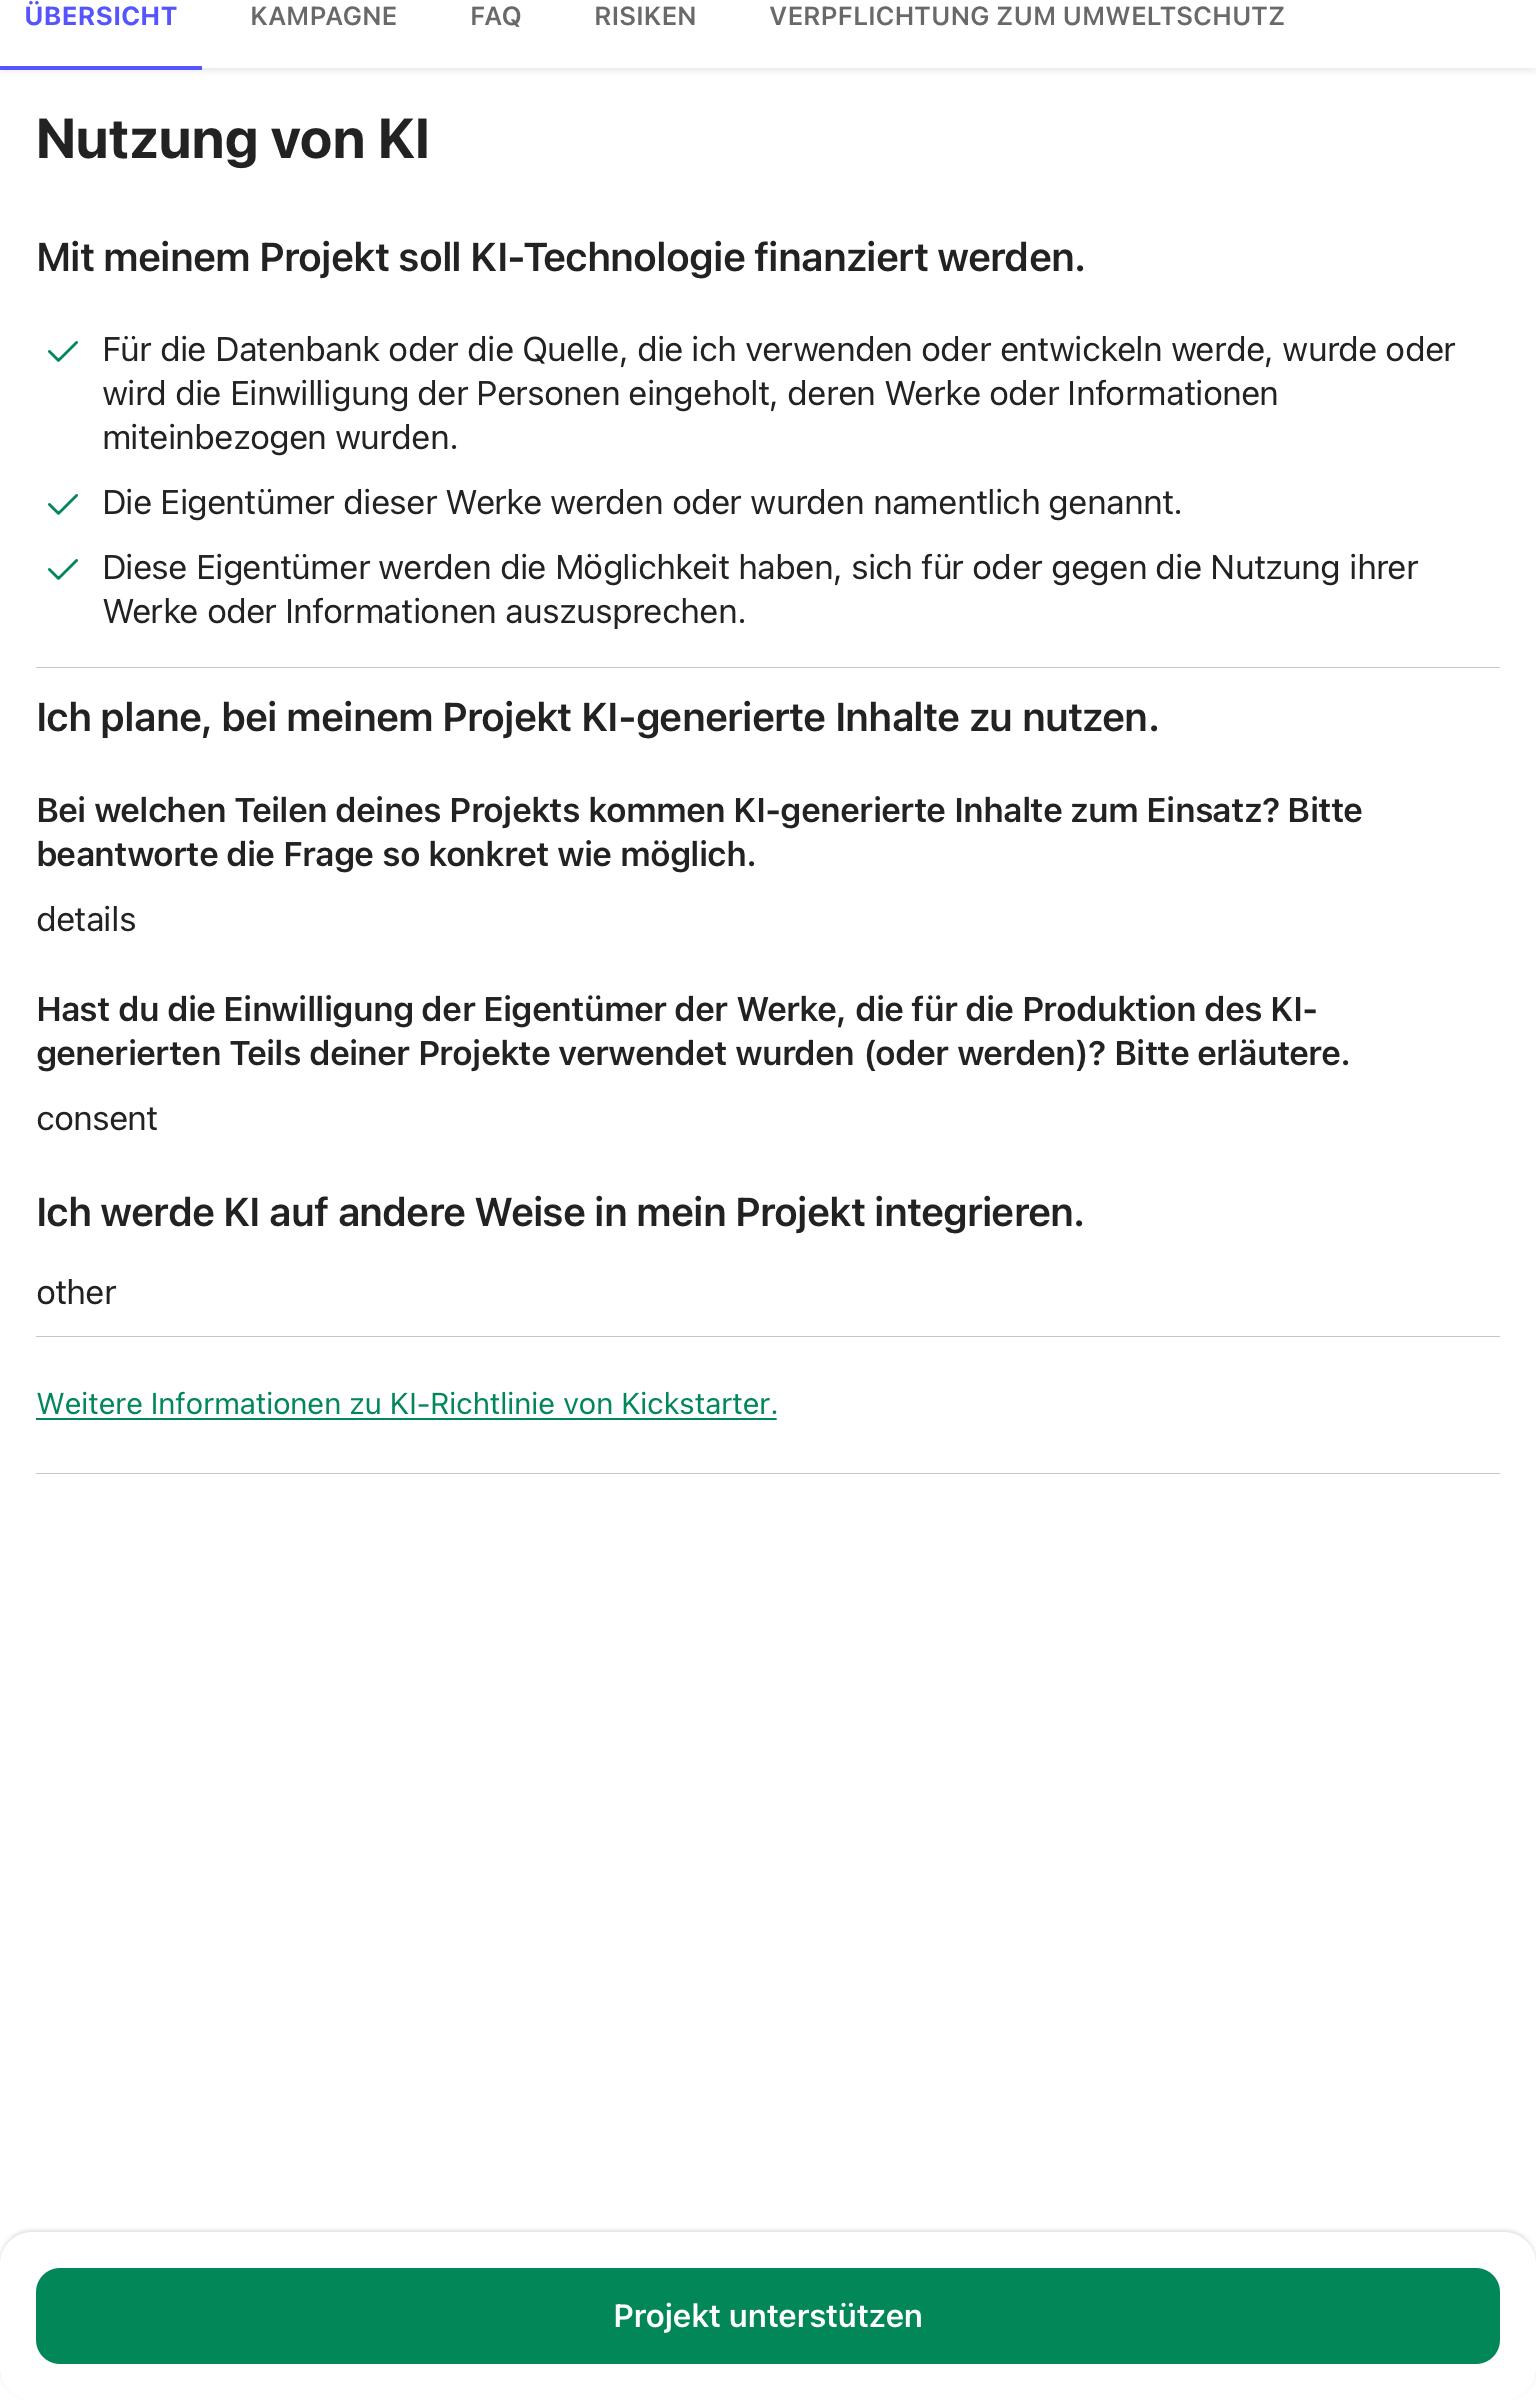 ÜBERSICHT KAMPAGNE FAQ RISIKEN VERPFLICHTUNG ZUM UMWELTSCHUTZ
Nutzung von KI
Mit meinem Projekt soll KI-Technologie finanziert werden.
Für die Datenbank oder die Quelle, die ich verwenden oder entwickeln werde, wurde oder
wird die Einwilligung der Personen eingeholt, deren Werke oder Informationen
miteinbezogen wurden.
Die Eigentümer dieser Werke werden oder wurden namentlich genannt.
Diese Eigentümer werden die Möglichkeit haben, sich für oder gegen die Nutzung ihrer
Werke oder Informationen auszusprechen.
Ich plane, bei meinem Projekt KI-generierte Inhalte zu nutzen.
Bei welchen Teilen deines Projekts kommen KI-generierte Inhalte zum Einsatz? Bitte
beantworte die Frage so konkret wie möglich.
details
Hast du die Einwilligung der Eigentümer der Werke, die für die Produktion des KI-
generierten Teils deiner Projekte verwendet wurden (oder werden)? Bitte erläutere.
consent
Ich werde KI auf andere Weise in mein Projekt integrieren.
other
Weitere Informationen zu KI-Richtlinie von Kickstarter.
Projekt unterstützen